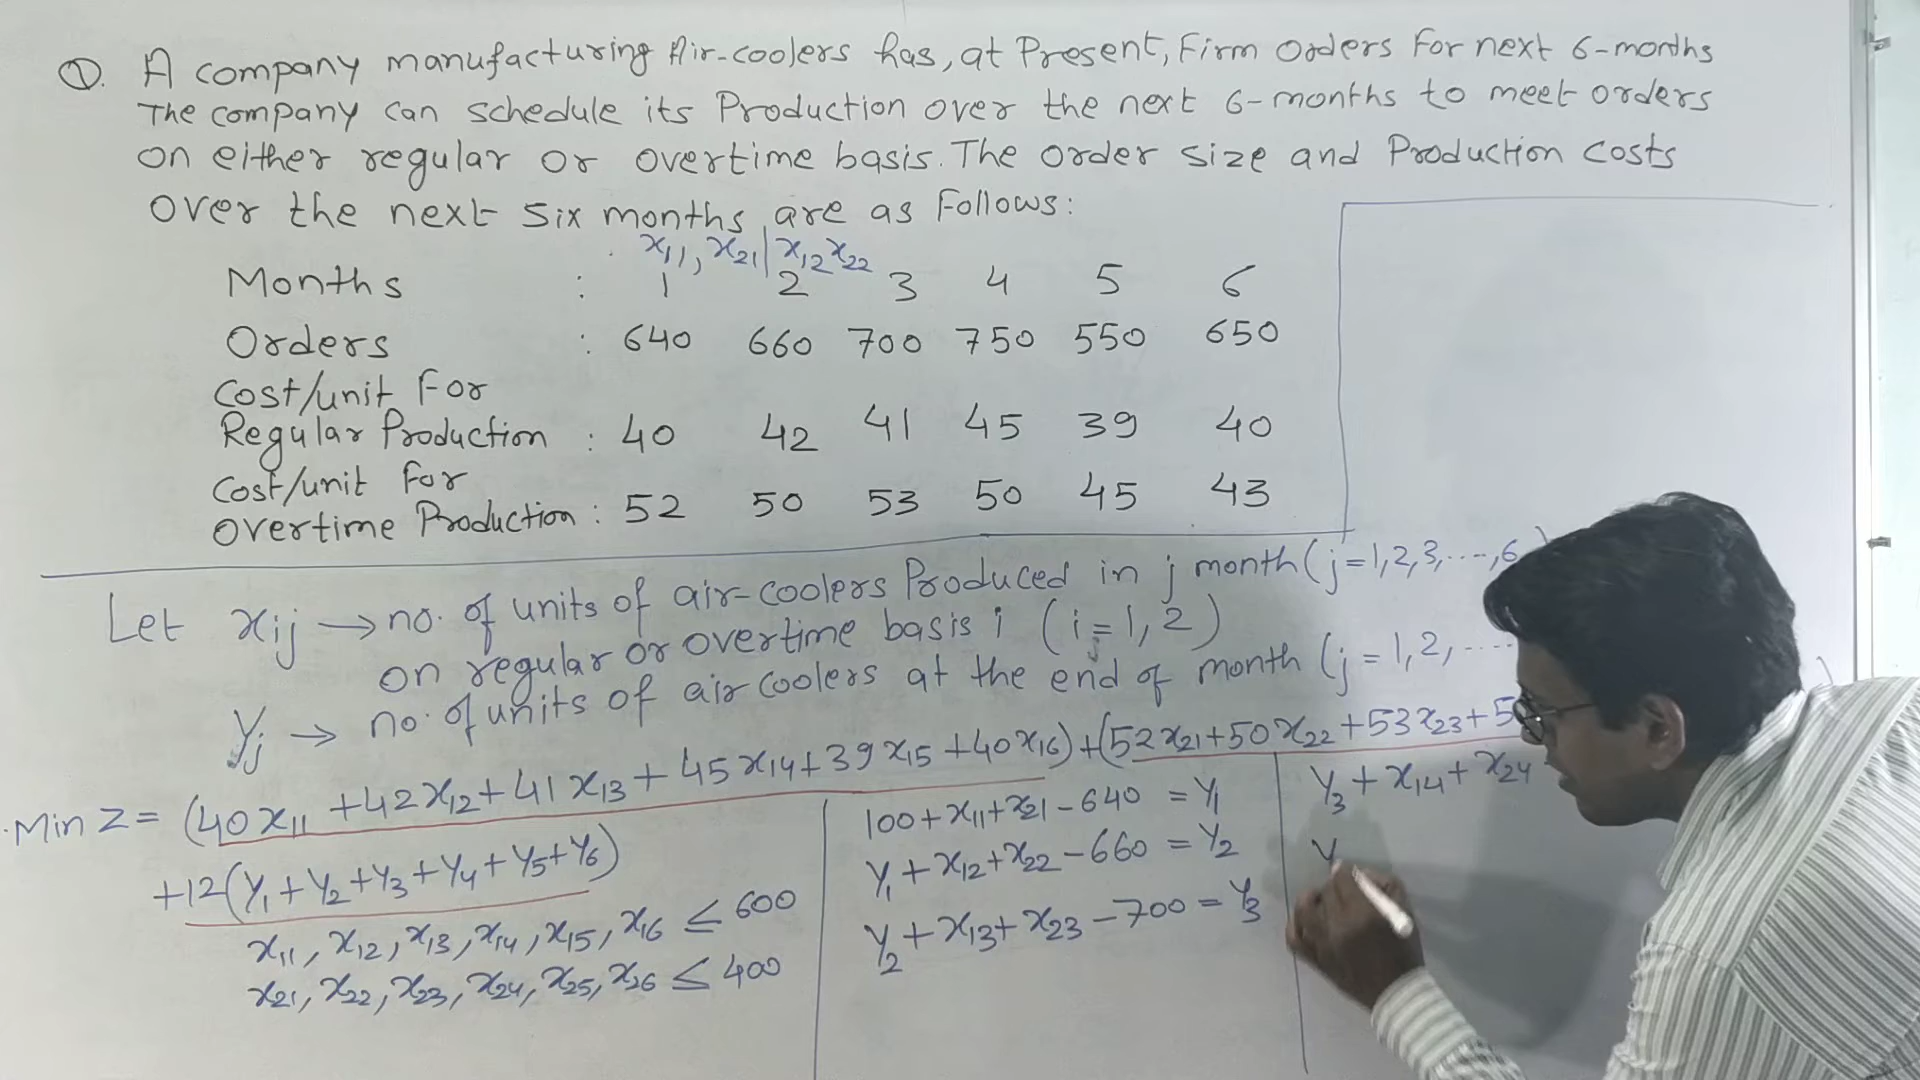 ①. A company manufacturing Air-coolers has, at Present, Firm Orders For next 6-months
The company can schedule its Production over the next 6-months to meet orders
on either regular or overtime basis. The order size and Production costs
over the next six months are as Follows:
x11, x21 | x12 x22
Months : 1 2 3 4 5 6
Orders : 640 660 700 750 550 650
Cost/unit For
Regular Production : 40 42 41 45 39 40
Cost/unit For
Overtime Production : 52 50 53 50 45 43
Let xij → no. of units of air-coolers Produced in j month (j=1,2,3,....,6
on regular or overtime basis i (i=1,2)
Yj → no. of units of air coolers at the end of month (j = 1,2,....
Min Z = (40x11 +42x12+41x13+45x14+39x15+40x16)+(52x21+50x22+53x23+5
+12(Y1+Y2+Y3+Y4+Y5+Y6)
x11, x12, x13, x14, x15, x16 ≤ 600
x21, x22, x23, x24, x25, x26 ≤ 400
100+x11+x21-640 = Y1
Y1+x12+x22-660 = Y2
Y2+x13+x23-700 = Y3
Y3+x14+x24
Y